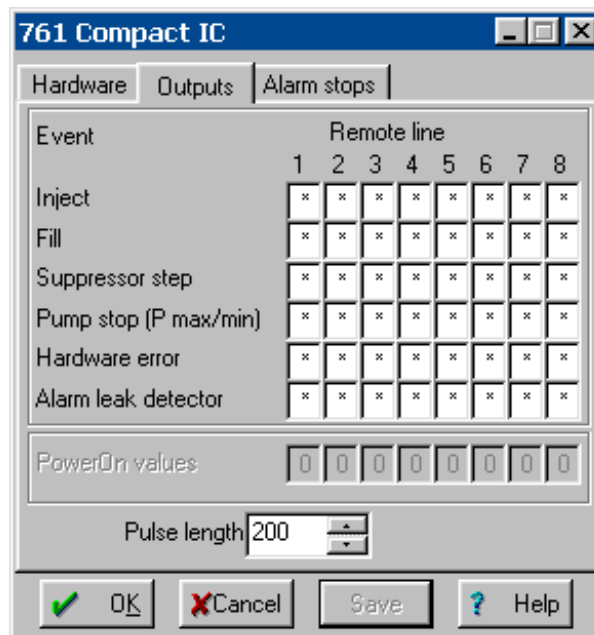 761 Compact IC
Hardware Outputs Alarm stops
Event Remote line
1 2 3 4 5 6 7 8
Inject * * * * * * * *
Fill * * * * * * * *
Suppressor step * * * * * * * *
Pump stop (P max/min) * * * * * * * *
Hardware error * * * * * * * *
Alarm leak detector * * * * * * * *
PowerOn values 0 0 0 0 0 0 0 0
Pulse length 200
OK Cancel Save ? Help